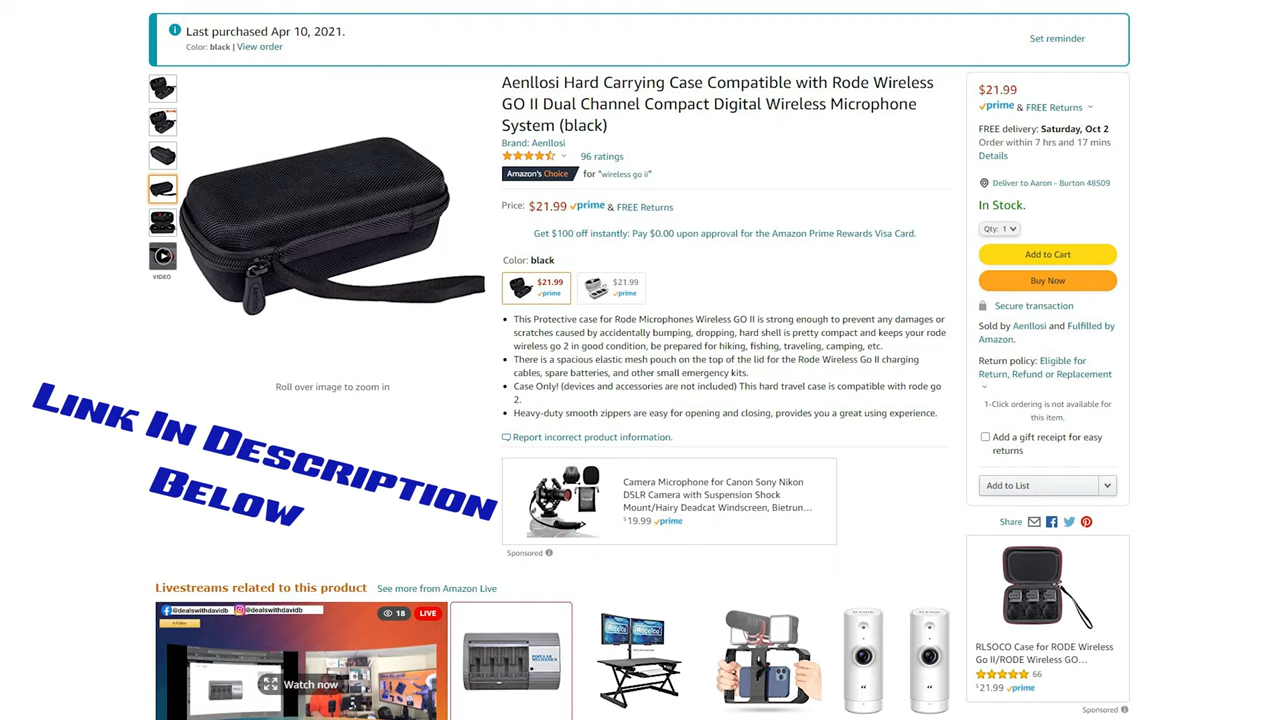 Last purchased Apr 10, 2021.
Color: black | View order
Set reminder
Aenllosi Hard Carrying Case Compatible with Rode Wireless
GO II Dual Channel Compact Digital Wireless Microphone
System (black)
Brand: Aenllosi
96 ratings
Amazon's Choice for "wireless go ii"
Price: $21.99 prime & FREE Returns
Get $100 off instantly: Pay $0.00 upon approval for the Amazon Prime Rewards Visa Card.
Color: black
$21.99
prime
$21.99
prime
This Protective case for Rode Microphones Wireless GO II is strong enough to prevent any damages or
scratches caused by accidentally bumping, dropping, hard shell is pretty compact and keeps your rode
wireless go 2 in good condition, be prepared for hiking, fishing, traveling, camping, etc.
There is a spacious elastic mesh pouch on the top of the lid for the Rode Wireless Go II charging
cables, spare batteries, and other small emergency kits.
Case Only! (devices and accessories are not included) This hard travel case is compatible with rode go
2.
Heavy-duty smooth zippers are easy for opening and closing, provides you a great using experience.
Report incorrect product information.
VIDEO
Roll over image to zoom in
Link In Description
Below
Camera Microphone for Canon Sony Nikon
DSLR Camera with Suspension Shock
Mount/Hairy Deadcat Windscreen, Bietrun...
$19.99 prime
Sponsored
$21.99
prime & FREE Returns
FREE delivery: Saturday, Oct 2
Order within 7 hrs and 17 mins
Details
Deliver to Aaron - Burton 48509
In Stock.
Qty: 1
Add to Cart
Buy Now
Secure transaction
Sold by Aenllosi and Fulfilled by
Amazon.
Return policy: Eligible for
Return, Refund or Replacement
1-Click ordering is not available for
this item.
Add a gift receipt for easy
returns
Add to List
Share
RLSOCO Case for RODE Wireless
Go II/RODE Wireless GO...
66
$21.99 prime
Sponsored
Livestreams related to this product See more from Amazon Live
@dealswithdavidb @dealswithdavidb
18 LIVE
Watch now
POPULAR
MECHANICS